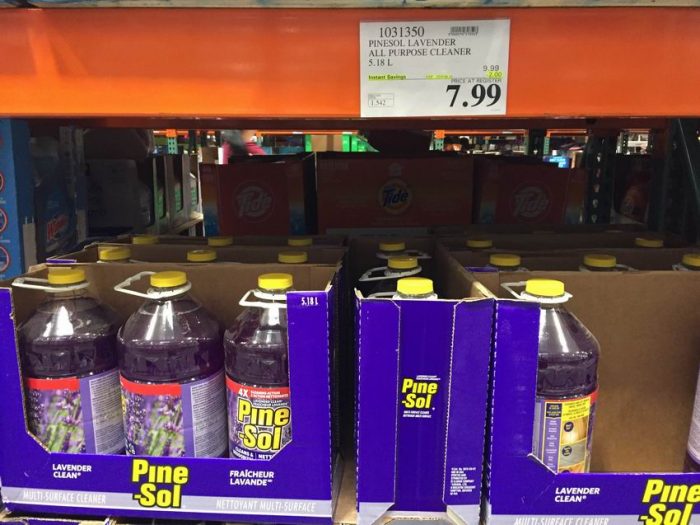 1031350
PINESOL LAVENDER
ALL PURPOSE CLEANER
5.18 L
9.99
Instant Savings
-2.00
PRICE AT REGISTER
7.99
1.542
Tide
Tide
Tide
5.18 L
4X
Pine
-Sol
Pine
-Sol
LAVENDER
CLEAN
Pine
-Sol
FRAÎCHEUR
LAVANDE
MULTI-SURFACE CLEANER
NETTOYANT MULTI-SURFACE
LAVENDER
CLEAN
Pine
-Sol
MULTI-SURFACE CLEANER